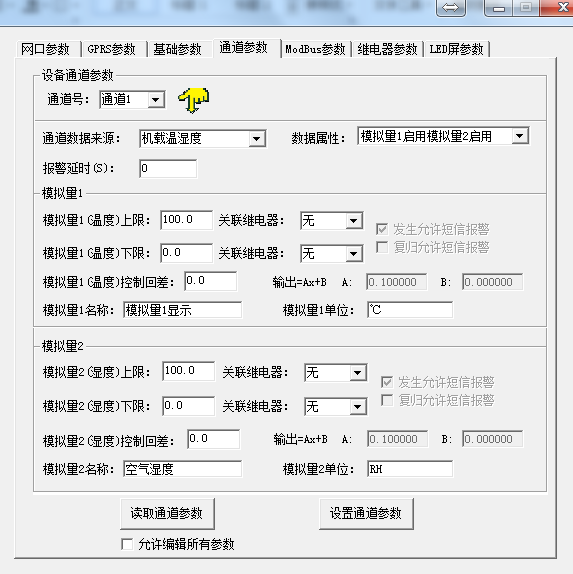 网口参数 GPRS参数 基础参数 通道参数 ModBus参数 继电器参数 LED屏参数
设备通道参数
通道号： 通道1
通道数据来源： 机载温湿度 数据属性： 模拟量1启用模拟量2启用
报警延时(S)： 0
模拟量1
模拟量1(温度)上限： 100.0 关联继电器： 无 发生允许短信报警
模拟量1(温度)下限： 0.0 关联继电器： 无 复归允许短信报警
模拟量1(温度)控制回差： 0.0 输出=Ax+B A: 0.100000 B: 0.000000
模拟量1名称： 模拟量1显示 模拟量1单位： ℃
模拟量2
模拟量2(湿度)上限： 100.0 关联继电器： 无 发生允许短信报警
模拟量2(湿度)下限： 0.0 关联继电器： 无 复归允许短信报警
模拟量2(湿度)控制回差： 0.0 输出=Ax+B A: 0.100000 B: 0.000000
模拟量2名称： 空气湿度 模拟量2单位： RH
读取通道参数 设置通道参数
允许编辑所有参数